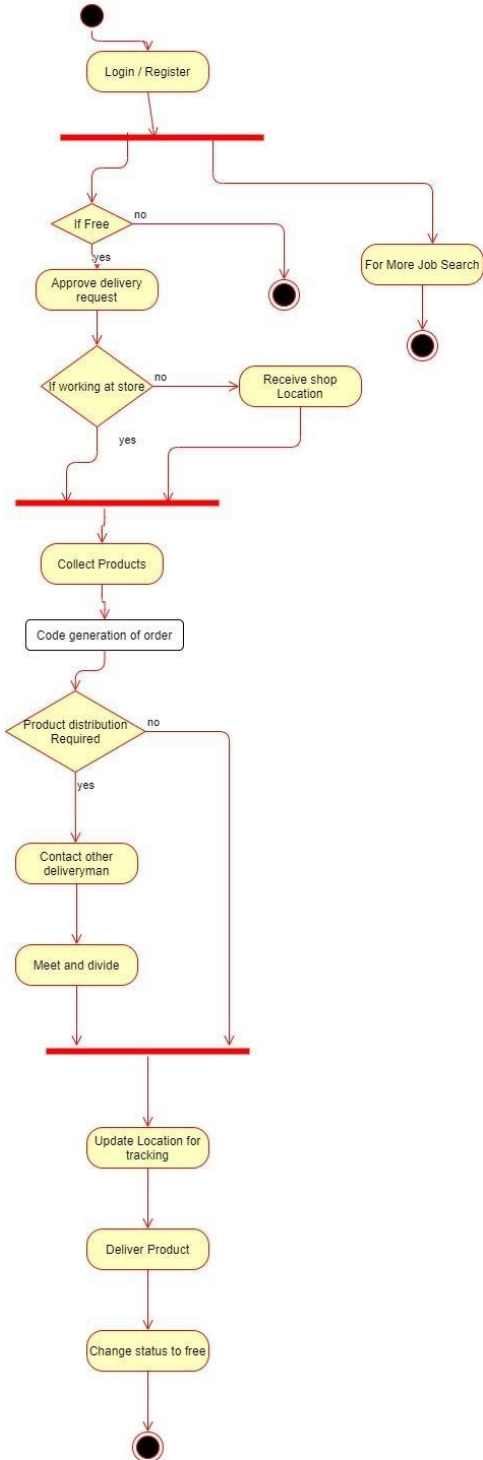 Login / Register
If Free
no
yes
For More Job Search
Approve delivery
request
If working at store
no
Receive shop
Location
yes
Collect Products
Code generation of order
Product distribution
Required
no
yes
Contact other
deliveryman
Meet and divide
Update Location for
tracking
Deliver Product
Change status to free